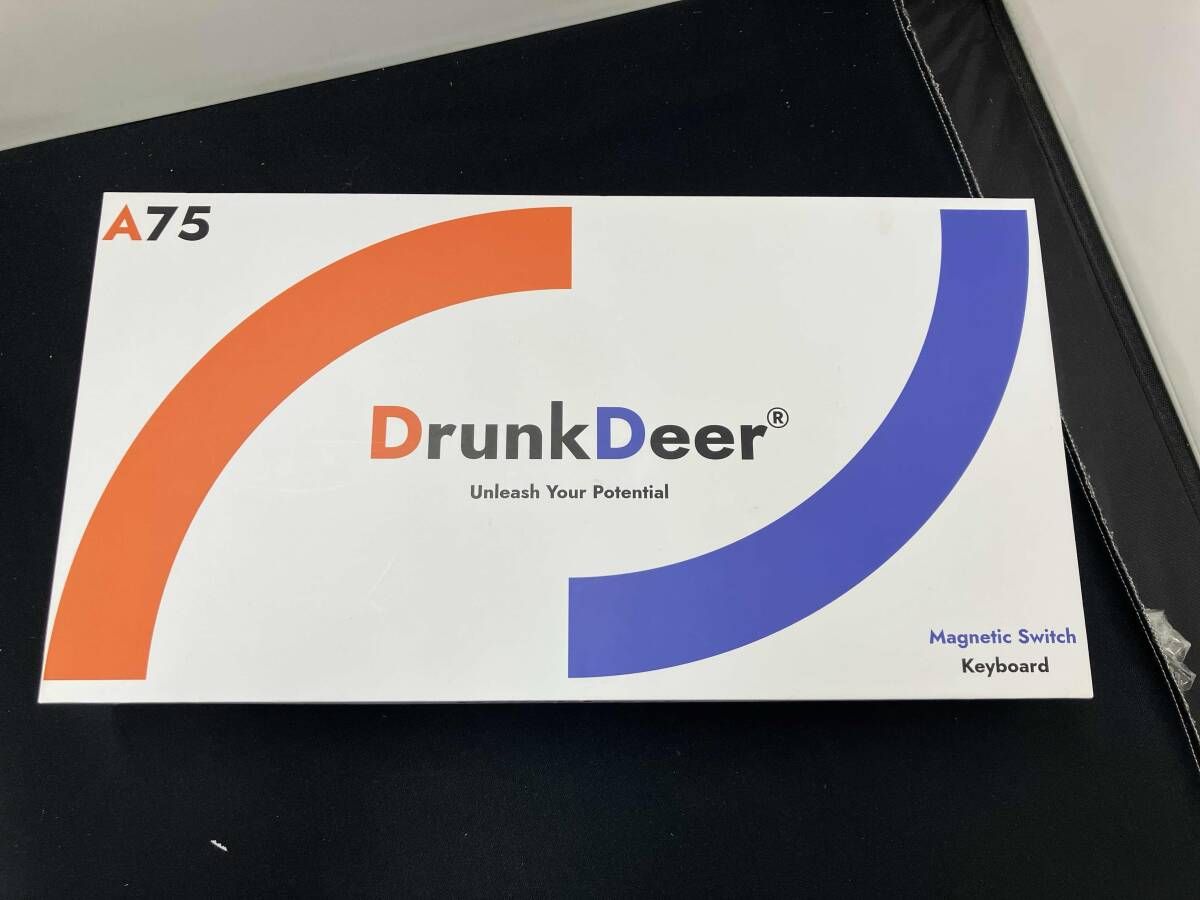 A75
DrunkDeer®
Unleash Your Potential
Magnetic Switch
Keyboard